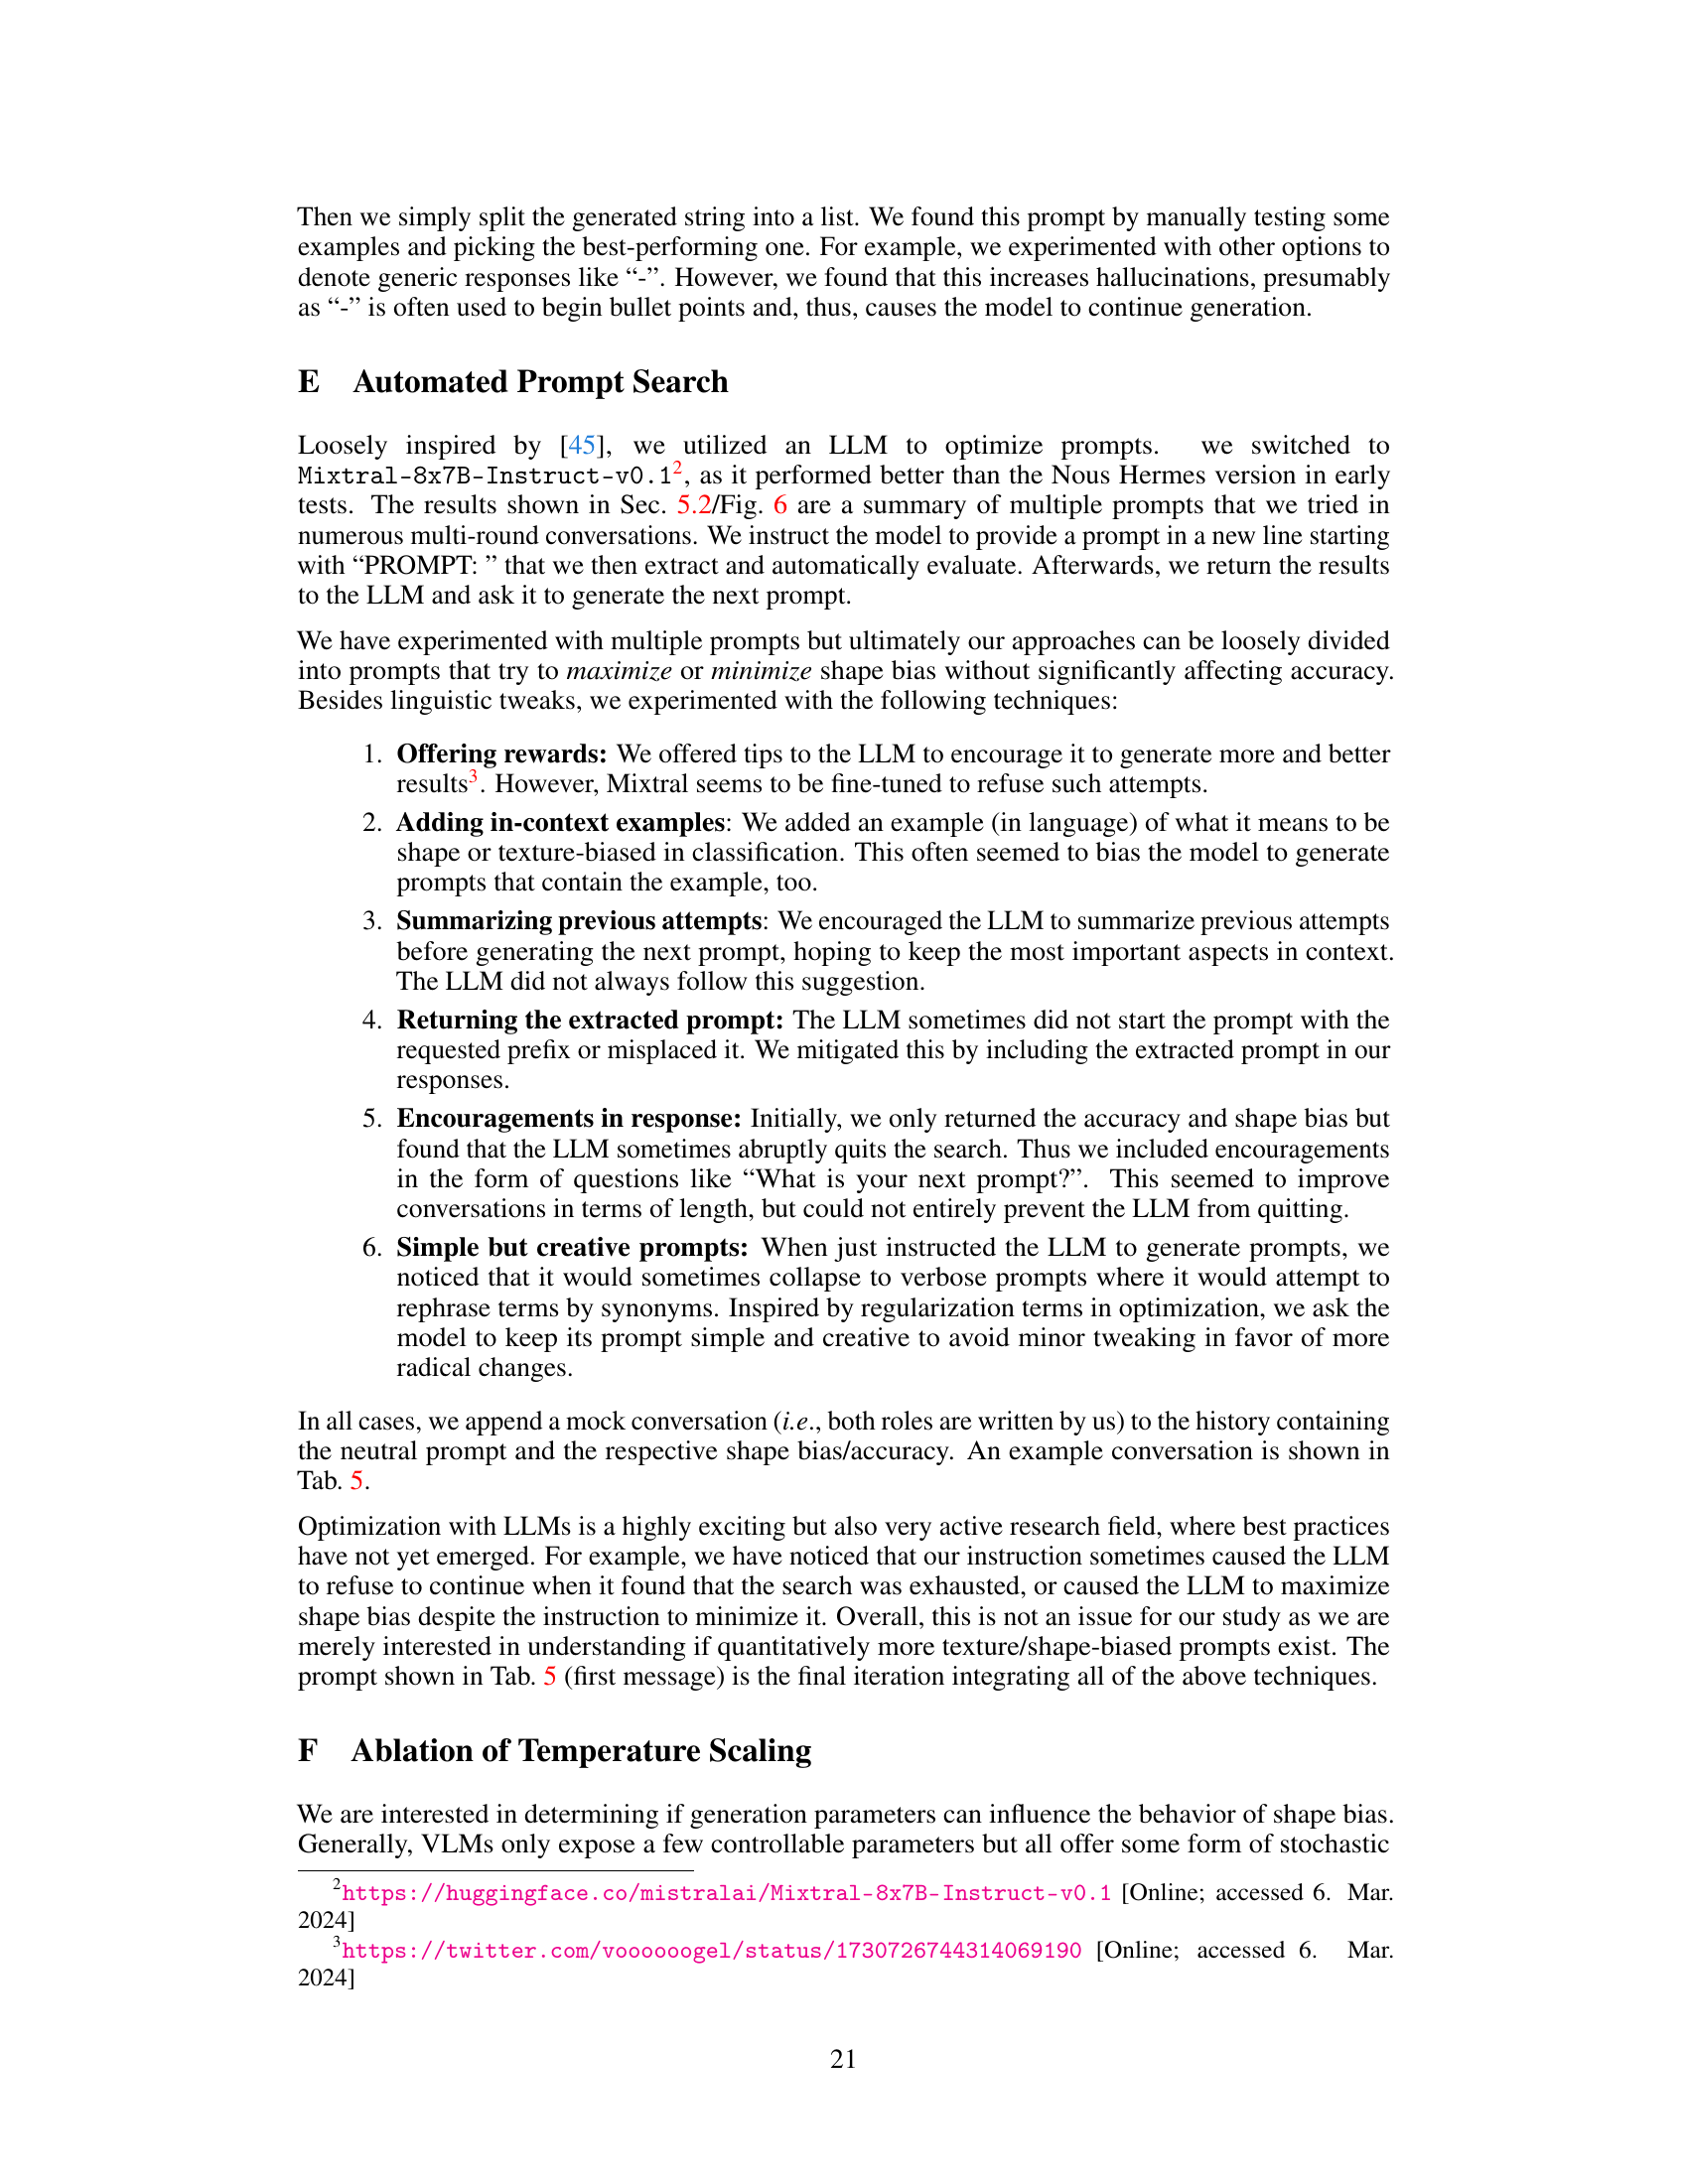 Then we simply split the generated string into a list. We found this prompt by manually testing some
examples and picking the best-performing one. For example, we experimented with other options to
denote generic responses like “-”. However, we found that this increases hallucinations, presumably
as “-” is often used to begin bullet points and, thus, causes the model to continue generation.
E Automated Prompt Search
Loosely inspired by [45], we utilized an LLM to optimize prompts. we switched to
Mixtral-8x7B-Instruct-v0.1², as it performed better than the Nous Hermes version in early
tests. The results shown in Sec. 5.2/Fig. 6 are a summary of multiple prompts that we tried in
numerous multi-round conversations. We instruct the model to provide a prompt in a new line starting
with “PROMPT: ” that we then extract and automatically evaluate. Afterwards, we return the results
to the LLM and ask it to generate the next prompt.
We have experimented with multiple prompts but ultimately our approaches can be loosely divided
into prompts that try to maximize or minimize shape bias without significantly affecting accuracy.
Besides linguistic tweaks, we experimented with the following techniques:
1. Offering rewards: We offered tips to the LLM to encourage it to generate more and better
results³. However, Mixtral seems to be fine-tuned to refuse such attempts.
2. Adding in-context examples: We added an example (in language) of what it means to be
shape or texture-biased in classification. This often seemed to bias the model to generate
prompts that contain the example, too.
3. Summarizing previous attempts: We encouraged the LLM to summarize previous attempts
before generating the next prompt, hoping to keep the most important aspects in context.
The LLM did not always follow this suggestion.
4. Returning the extracted prompt: The LLM sometimes did not start the prompt with the
requested prefix or misplaced it. We mitigated this by including the extracted prompt in our
responses.
5. Encouragements in response: Initially, we only returned the accuracy and shape bias but
found that the LLM sometimes abruptly quits the search. Thus we included encouragements
in the form of questions like “What is your next prompt?”. This seemed to improve
conversations in terms of length, but could not entirely prevent the LLM from quitting.
6. Simple but creative prompts: When just instructed the LLM to generate prompts, we
noticed that it would sometimes collapse to verbose prompts where it would attempt to
rephrase terms by synonyms. Inspired by regularization terms in optimization, we ask the
model to keep its prompt simple and creative to avoid minor tweaking in favor of more
radical changes.
In all cases, we append a mock conversation (i.e., both roles are written by us) to the history containing
the neutral prompt and the respective shape bias/accuracy. An example conversation is shown in
Tab. 5.
Optimization with LLMs is a highly exciting but also very active research field, where best practices
have not yet emerged. For example, we have noticed that our instruction sometimes caused the LLM
to refuse to continue when it found that the search was exhausted, or caused the LLM to maximize
shape bias despite the instruction to minimize it. Overall, this is not an issue for our study as we are
merely interested in understanding if quantitatively more texture/shape-biased prompts exist. The
prompt shown in Tab. 5 (first message) is the final iteration integrating all of the above techniques.
F Ablation of Temperature Scaling
We are interested in determining if generation parameters can influence the behavior of shape bias.
Generally, VLMs only expose a few controllable parameters but all offer some form of stochastic
²https://huggingface.co/mistralai/Mixtral-8x7B-Instruct-v0.1 [Online; accessed 6. Mar.
2024]
³https://twitter.com/voooooogel/status/1730726744314069190 [Online; accessed 6. Mar.
2024]
21